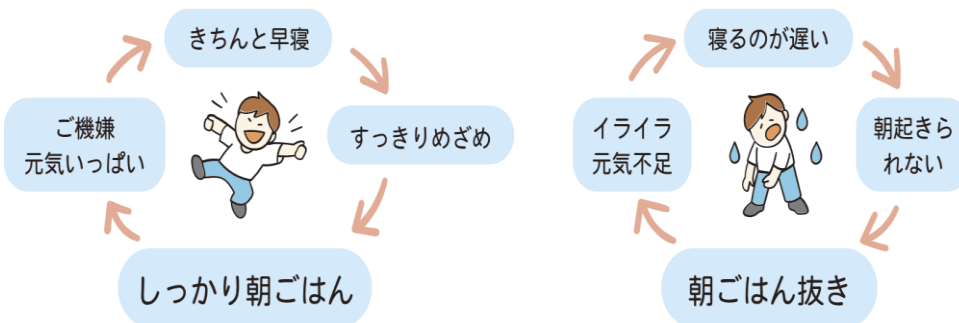 きちんと早寝
すっきりめざめ
しっかり朝ごはん
ご機嫌
元気いっぱい
寝るのが遅い
朝起きら
れない
朝ごはん抜き
イライラ
元気不足